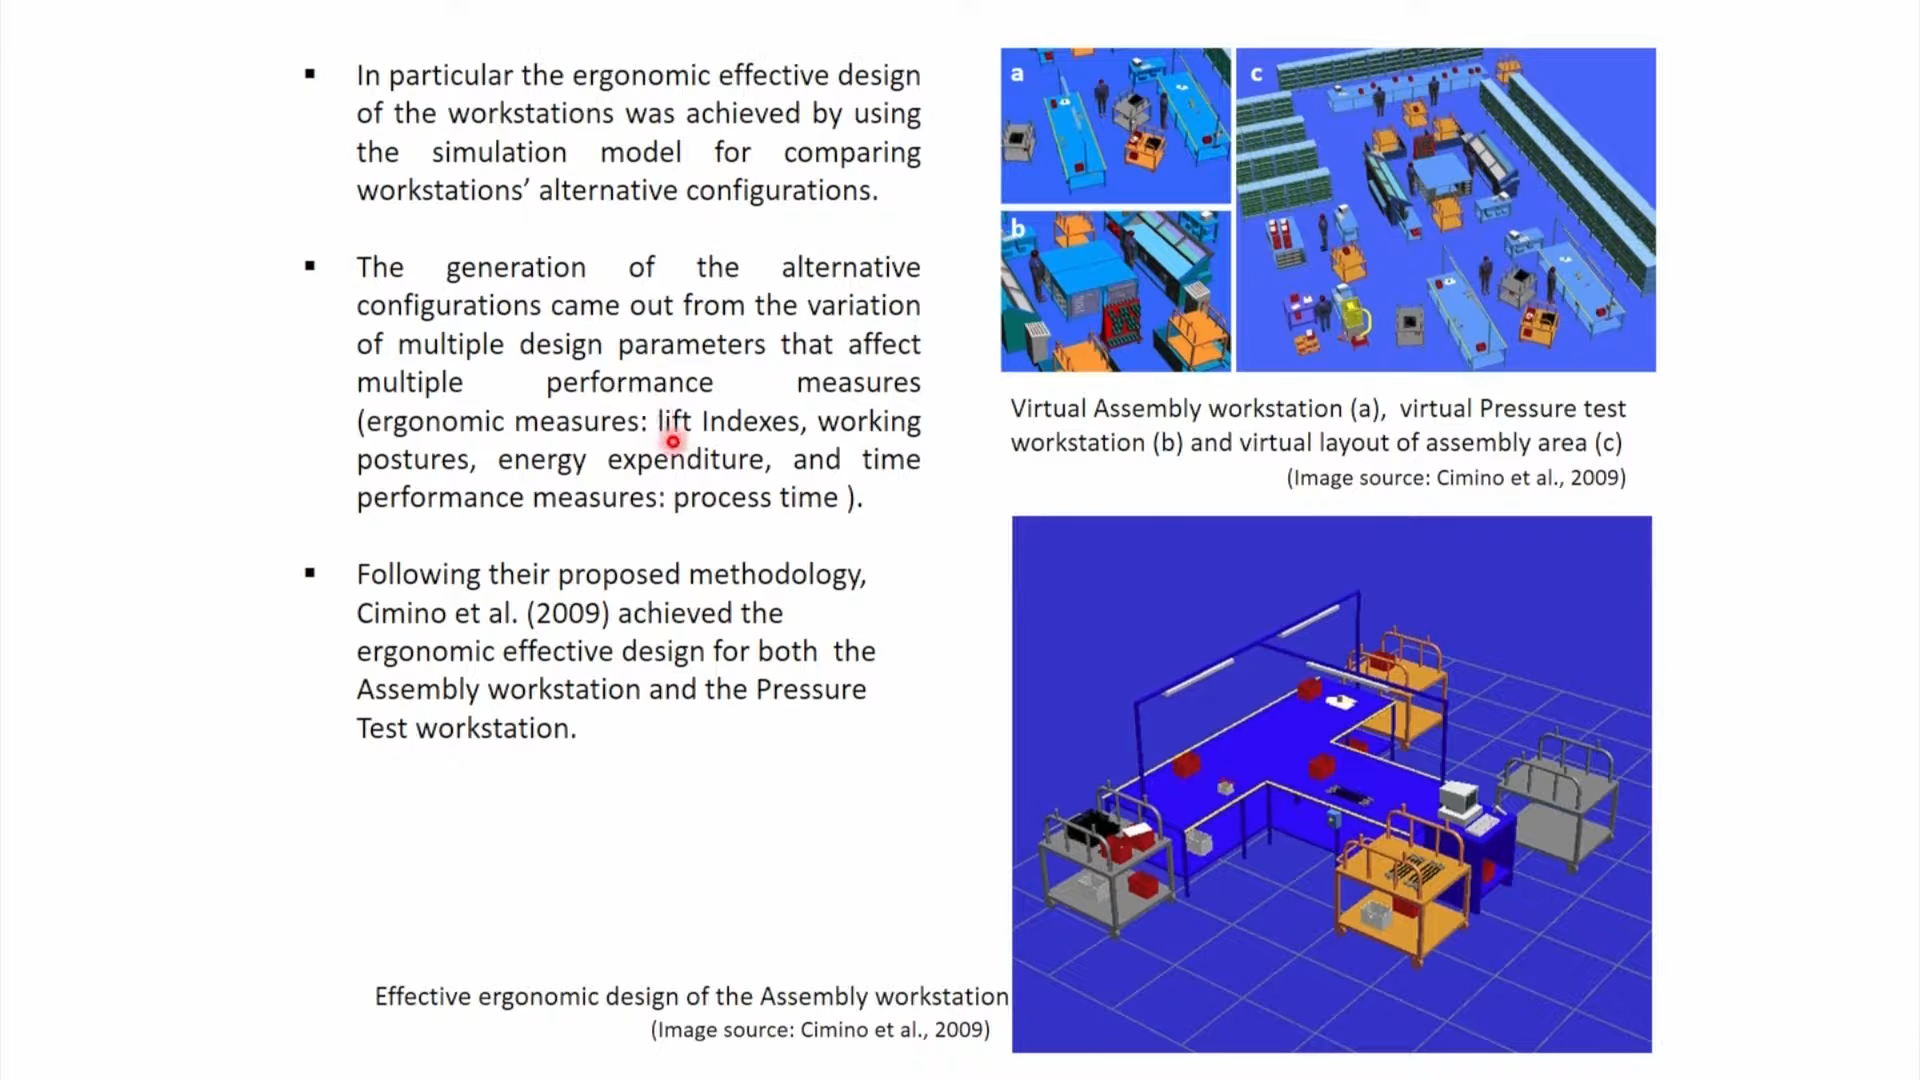 ▪ In particular the ergonomic effective design
of the workstations was achieved by using
the simulation model for comparing
workstations’ alternative configurations.
▪ The generation of the alternative
configurations came out from the variation
of multiple design parameters that affect
multiple performance measures
(ergonomic measures: lift Indexes, working
postures, energy expenditure, and time
performance measures: process time ).
▪ Following their proposed methodology,
Cimino et al. (2009) achieved the
ergonomic effective design for both the
Assembly workstation and the Pressure
Test workstation.
a
b
c
Virtual Assembly workstation (a), virtual Pressure test
workstation (b) and virtual layout of assembly area (c)
(Image source: Cimino et al., 2009)
Effective ergonomic design of the Assembly workstation
(Image source: Cimino et al., 2009)